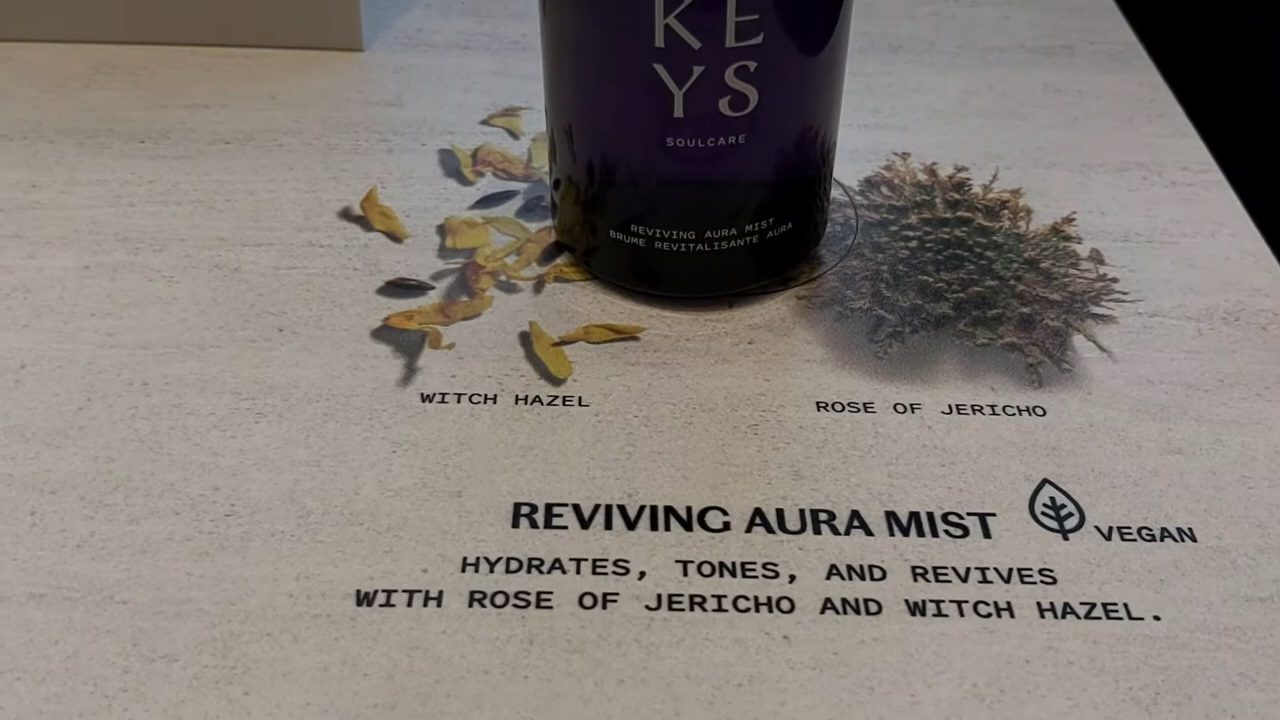 KE
YS
SOULCARE
REVIVING AURA MIST
BRUME REVITALISANTE AURA
WITCH HAZEL
ROSE OF JERICHO
REVIVING AURA MIST
VEGAN
HYDRATES, TONES, AND REVIVES
WITH ROSE OF JERICHO AND WITCH HAZEL.